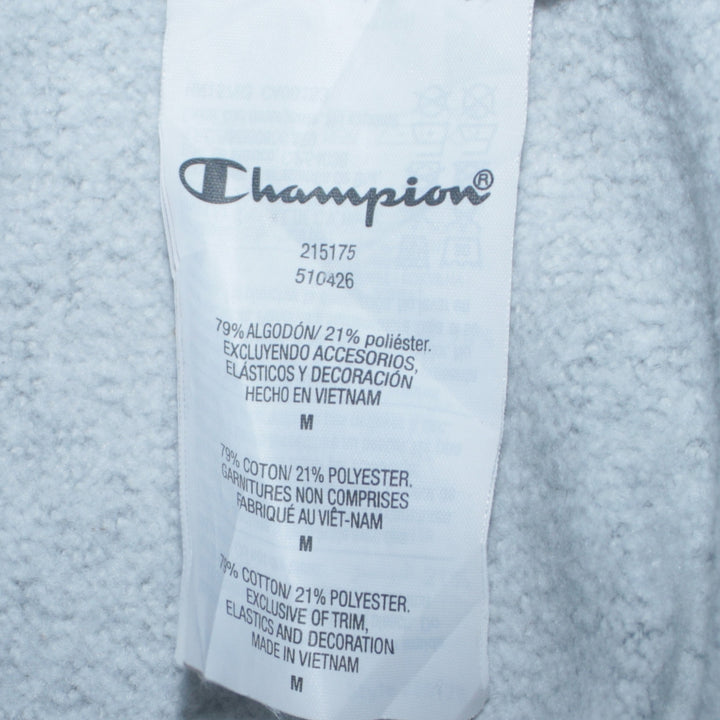 Champion®
215175
510426
79% ALGODÓN/ 21% poliéster.
EXCLUYENDO ACCESORIOS,
ELÁSTICOS Y DECORACIÓN
HECHO EN VIETNAM
M
79% COTON/ 21% POLYESTER.
GARNITURES NON COMPRISES
FABRIQUÉ AU VIÊT-NAM
M
79% COTTON/ 21% POLYESTER.
EXCLUSIVE OF TRIM,
ELASTICS AND DECORATION
MADE IN VIETNAM
M